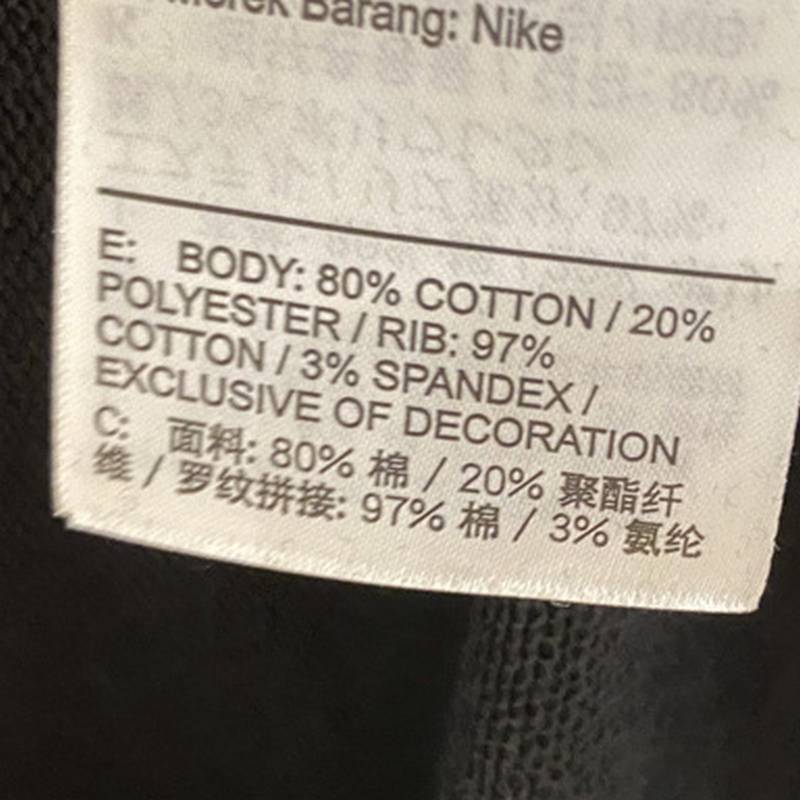 Merek Barang: Nike
E: BODY: 80% COTTON / 20%
POLYESTER / RIB: 97%
COTTON / 3% SPANDEX /
EXCLUSIVE OF DECORATION
C: 面料: 80% 棉 / 20% 聚酯纤
维 / 罗纹拼接: 97% 棉 / 3% 氨纶